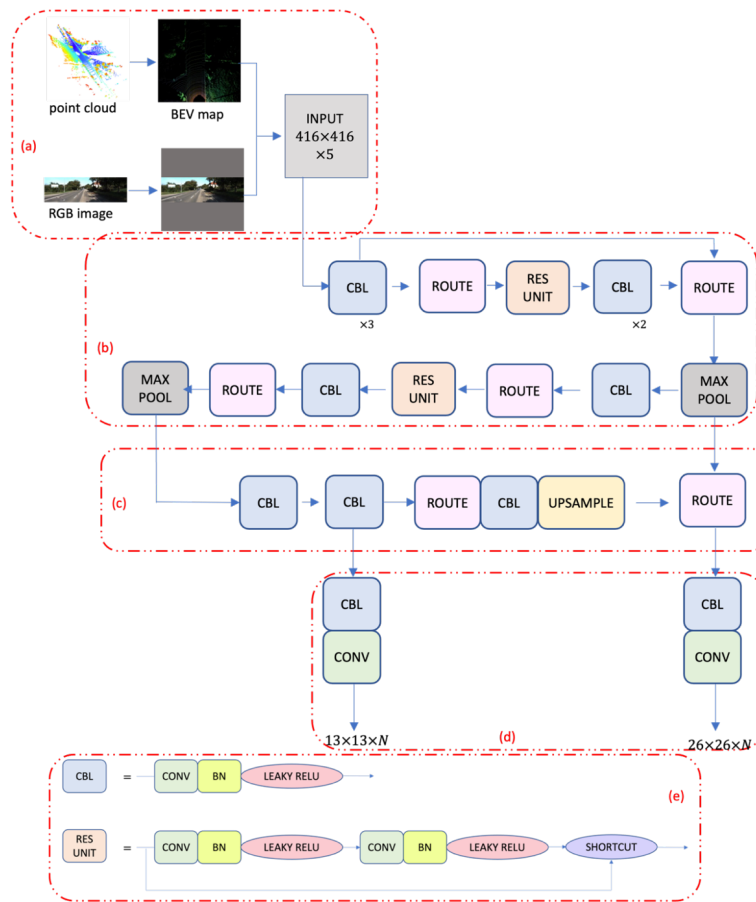 point cloud
BEV map
INPUT
416×416
×5
(a)
RGB image
CBL
ROUTE
RES
UNIT
CBL
ROUTE
×3
×2
(b)
MAX
POOL
ROUTE
CBL
RES
UNIT
ROUTE
CBL
MAX
POOL
(c)
CBL
CBL
ROUTE
CBL
UPSAMPLE
ROUTE
CBL
CONV
CBL
CONV
13×13×N
(d)
26×26×N
CBL
=
CONV
BN
LEAKY RELU
(e)
RES
UNIT
=
CONV
BN
LEAKY RELU
CONV
BN
LEAKY RELU
SHORTCUT